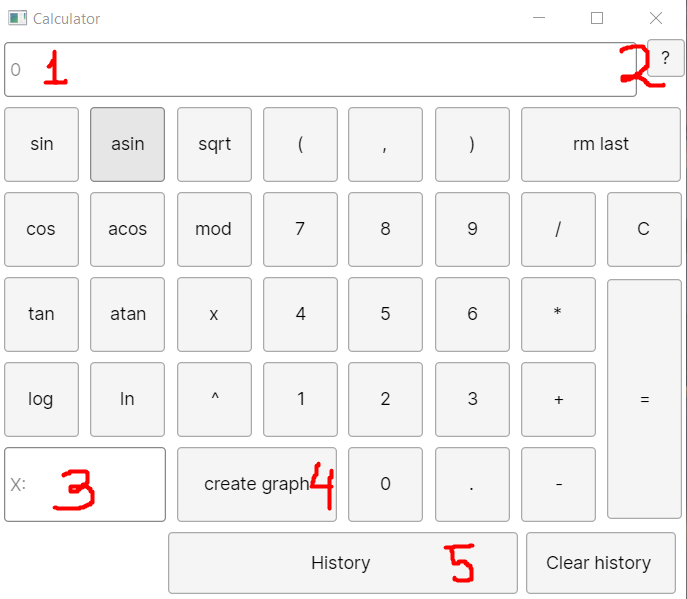 Calculator
0 1 2 ?
sin asin sqrt ( , ) rm last
cos acos mod 7 8 9 / C
tan atan x 4 5 6 *
log ln ^ 1 2 3 + =
X: 3 create graph 4 0 . -
History 5 Clear history